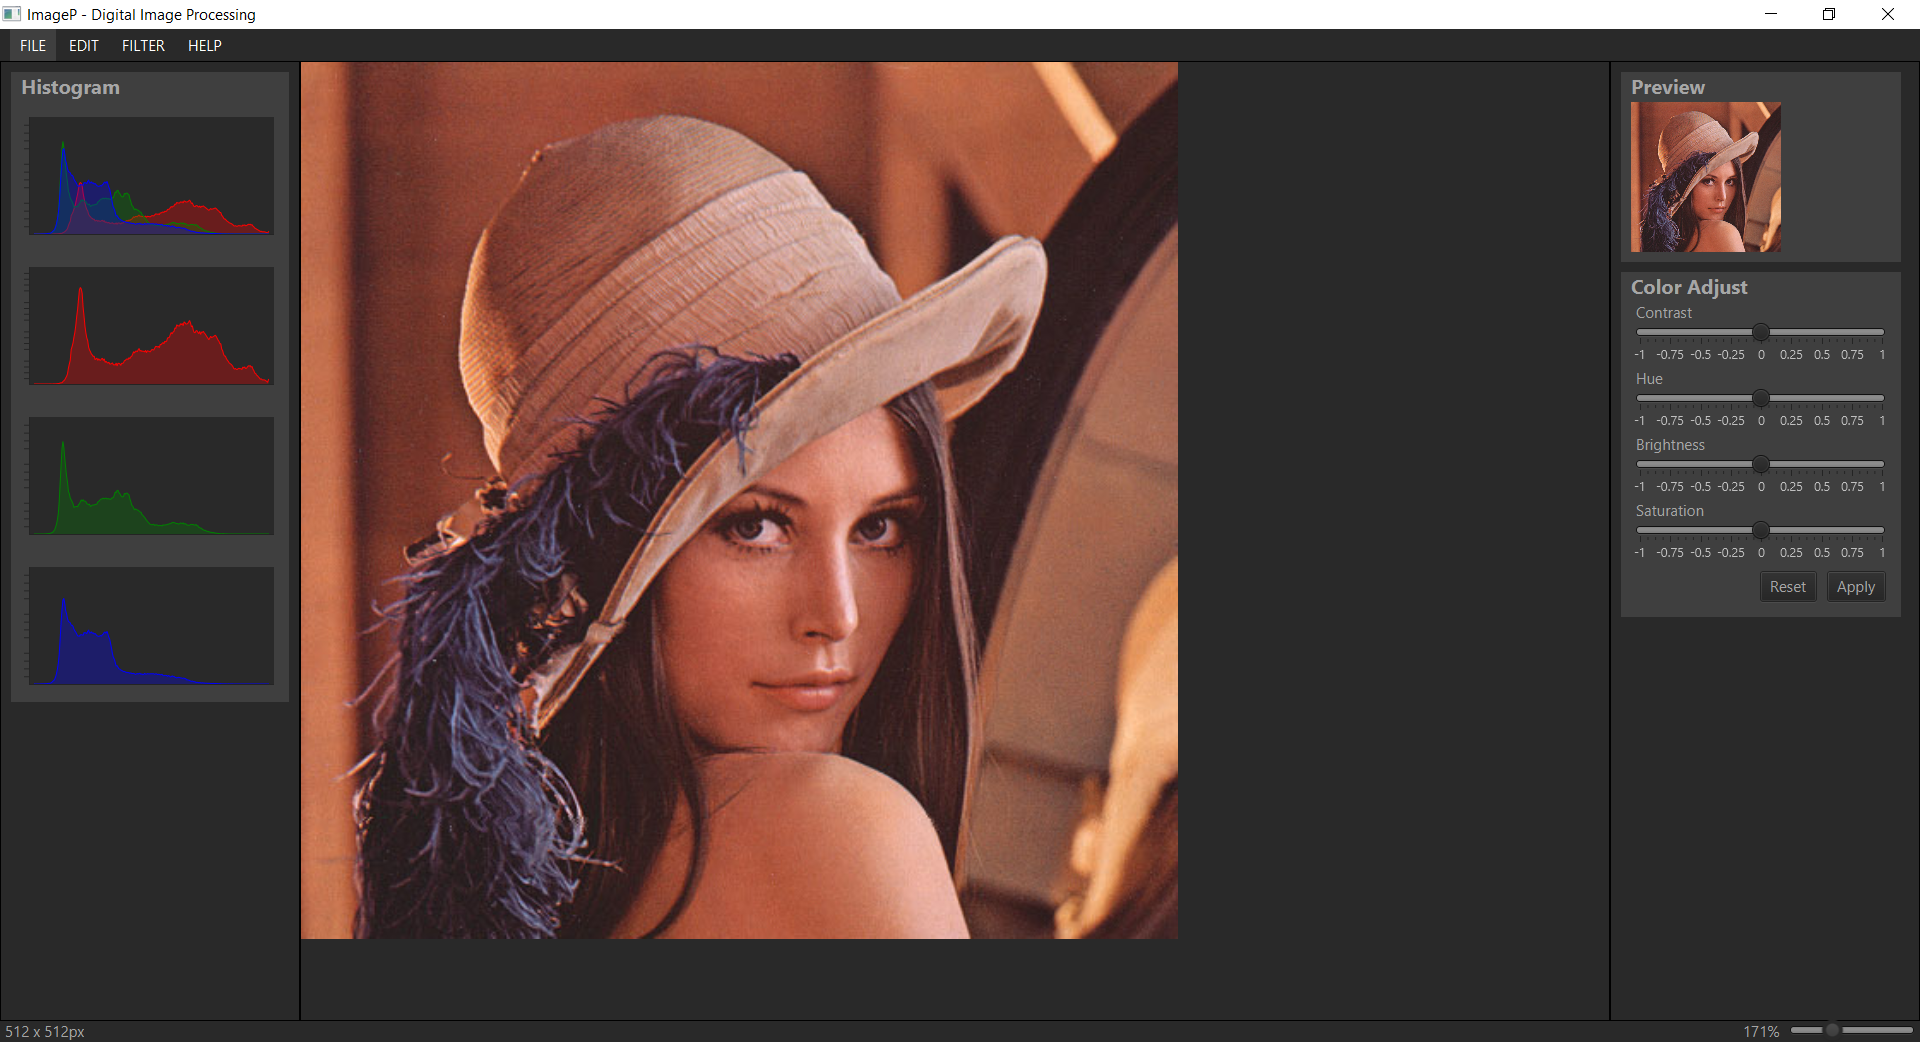 ImageP - Digital Image Processing
FILE EDIT FILTER HELP
Histogram
Preview
Color Adjust
Contrast
-1 -0.75 -0.5 -0.25 0 0.25 0.5 0.75 1
Hue
-1 -0.75 -0.5 -0.25 0 0.25 0.5 0.75 1
Brightness
-1 -0.75 -0.5 -0.25 0 0.25 0.5 0.75 1
Saturation
-1 -0.75 -0.5 -0.25 0 0.25 0.5 0.75 1
Reset Apply
512 x 512px
171%